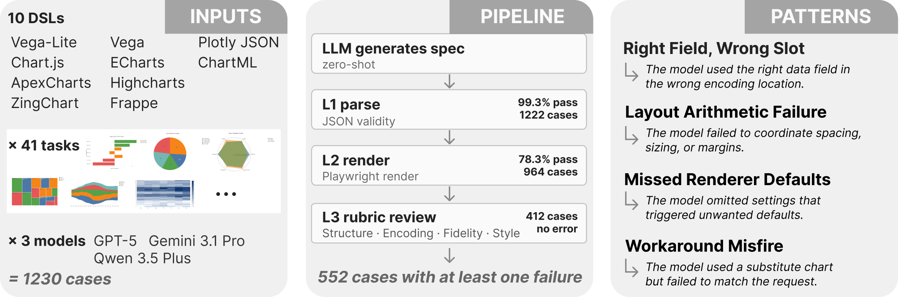 INPUTS
10 DSLs
Vega-Lite Vega Plotly JSON
Chart.js ECharts ChartML
ApexCharts Highcharts
ZingChart Frappe
× 41 tasks
•••
× 3 models GPT-5 Gemini 3.1 Pro
Qwen 3.5 Plus
= 1230 cases
PIPELINE
LLM generates spec
zero-shot
L1 parse 99.3% pass
JSON validity 1222 cases
L2 render 78.3% pass
Playwright render 964 cases
L3 rubric review 412 cases
Structure · Encoding · Fidelity · Style no error
552 cases with at least one failure
PATTERNS
Right Field, Wrong Slot
The model used the right data field in
the wrong encoding location.
Layout Arithmetic Failure
The model failed to coordinate spacing,
sizing, or margins.
Missed Renderer Defaults
The model omitted settings that
triggered unwanted defaults.
Workaround Misfire
The model used a substitute chart
but failed to match the request.